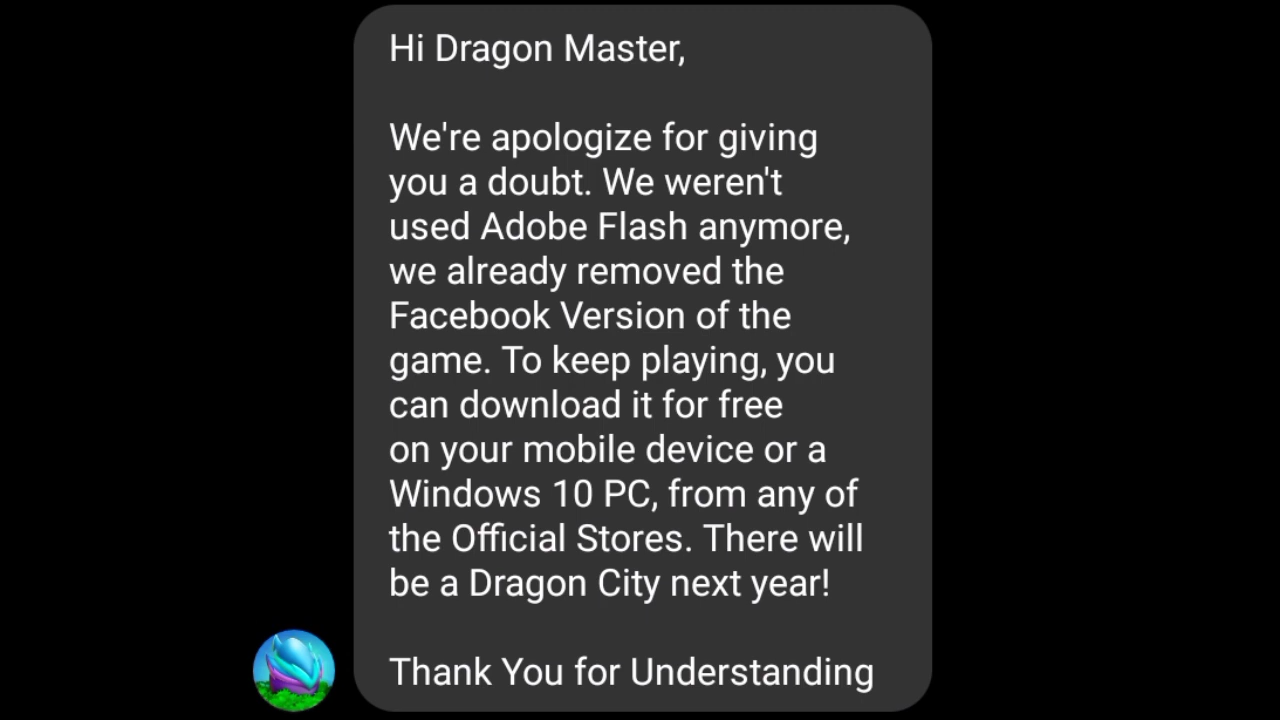 Hi Dragon Master,
We're apologize for giving
you a doubt. We weren't
used Adobe Flash anymore,
we already removed the
Facebook Version of the
game. To keep playing, you
can download it for free
on your mobile device or a
Windows 10 PC, from any of
the Official Stores. There will
be a Dragon City next year!
Thank You for Understanding